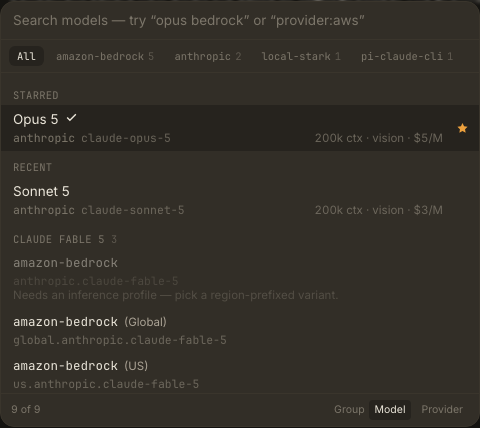 Search models — try “opus bedrock” or “provider:aws”
All amazon-bedrock 5 anthropic 2 local-stark 1 pi-claude-cli 1
STARRED
Opus 5 ✓
anthropic claude-opus-5 200k ctx · vision · $5/M
RECENT
Sonnet 5
anthropic claude-sonnet-5 200k ctx · vision · $3/M
CLAUDE FABLE 5 3
amazon-bedrock
anthropic.claude-fable-5
Needs an inference profile — pick a region-prefixed variant.
amazon-bedrock (Global)
global.anthropic.claude-fable-5
amazon-bedrock (US)
us.anthropic.claude-fable-5
9 of 9 Group Model Provider